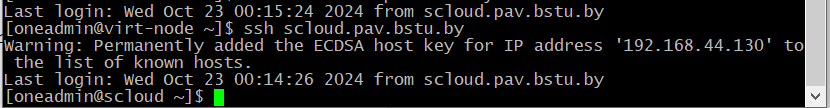 Last login: Wed Oct 23 00:15:24 2024 from scloud.pav.bstu.by
[oneadmin@virt-node ~]$ ssh scloud.pav.bstu.by
Warning: Permanently added the ECDSA host key for IP address '192.168.44.130' to
 the list of known hosts.
Last login: Wed Oct 23 00:14:26 2024 from scloud.pav.bstu.by
[oneadmin@scloud ~]$